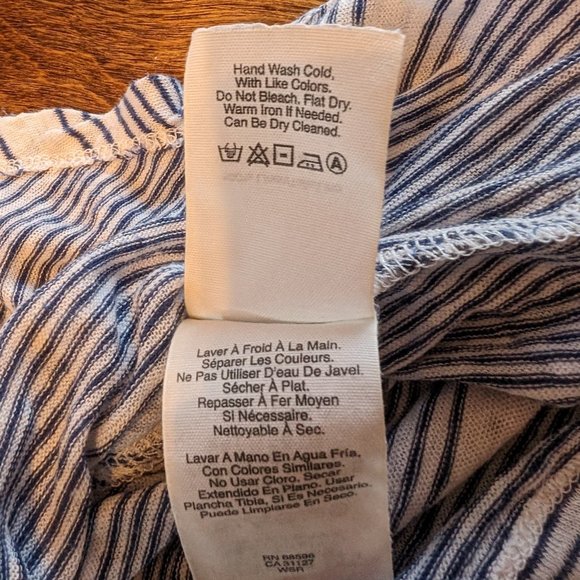 Hand Wash Cold,
With Like Colors.
Do Not Bleach. Flat Dry.
Warm Iron If Needed.
Can Be Dry Cleaned.
A
Laver À Froid À La Main.
Séparer Les Couleurs.
Ne Pas Utiliser D'eau De Javel.
Sécher À Plat.
Repasser À Fer Moyen
Si Nécessaire.
Nettoyable À Sec.
Lavar A Mano En Agua Fría,
Con Colores Similares.
No Usar Cloro. Secar
Extendido En Plano. Usar
Plancha Tibia, Si Es Necesario.
Puede Limpiarse En Seco.
RN 68596
CA 31127
WSR